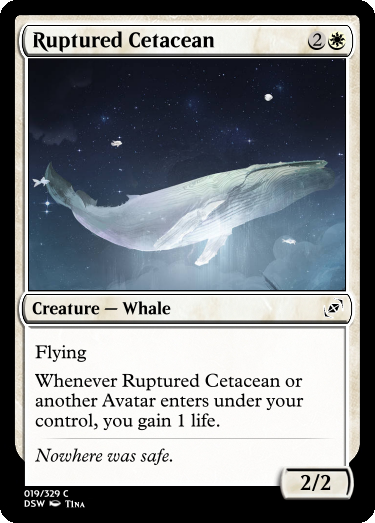 Ruptured Cetacean 2
Creature — Whale
Flying
Whenever Ruptured Cetacean or
another Avatar enters under your
control, you gain 1 life.
Nowhere was safe.
2/2
019/329 C
DSW TINA